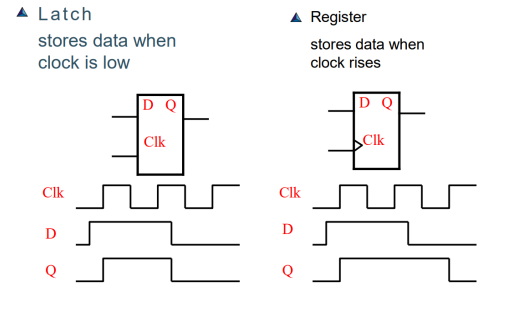 Latch
stores data when
clock is low
D Q
Clk
Clk
D
Q
Register
stores data when
clock rises
D Q
Clk
Clk
D
Q